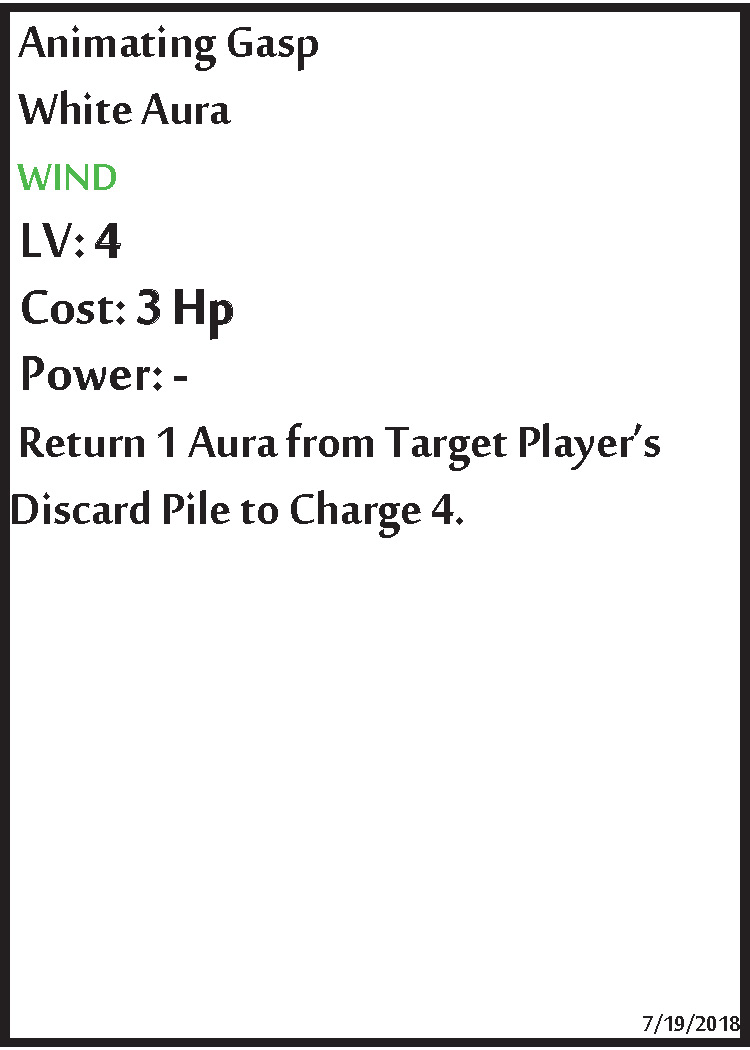 Animating Gasp
White Aura
WIND
LV: 4
Cost: 3 Hp
Power: -
Return 1 Aura from Target Player's
Discard Pile to Charge 4.
7/19/2018